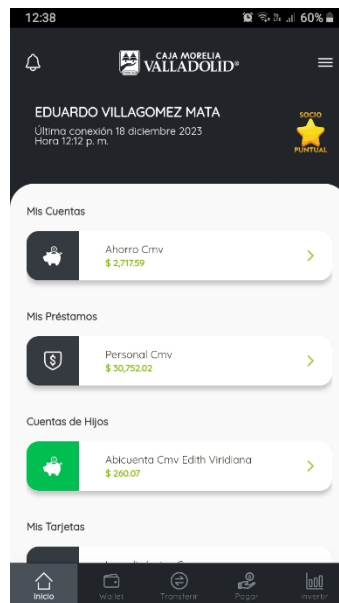 12:38
60%
CAJA MORELIA
VALLADOLID®
EDUARDO VILLAGOMEZ MATA
Última conexión 18 diciembre 2023
Hora 12:12 p. m.
SOCIO
PUNTUAL
Mis Cuentas
Ahorro Cmv
$ 2,717.59
Mis Préstamos
Personal Cmv
$ 30,752.02
Cuentas de Hijos
Abicuenta Cmv Edith Viridiana
$ 260.07
Mis Tarjetas
Inicio
Wallet
Transferir
Pagar
Invertir